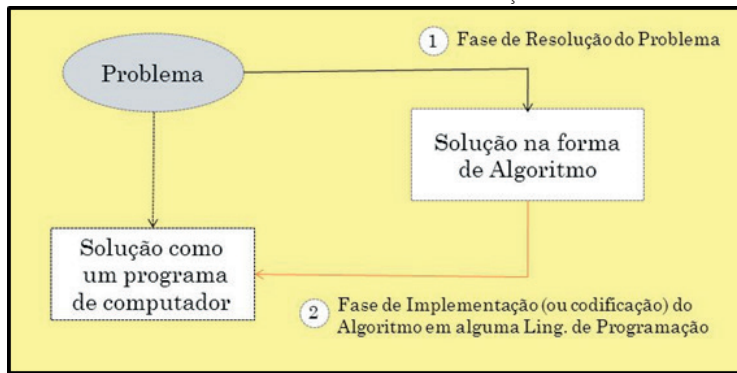 1 Fase de Resolução do Problema
Problema
Solução na forma
de Algoritmo
Solução como
um programa
de computador
2 Fase de Implementação (ou codificação) do
Algoritmo em alguma Ling. de Programação